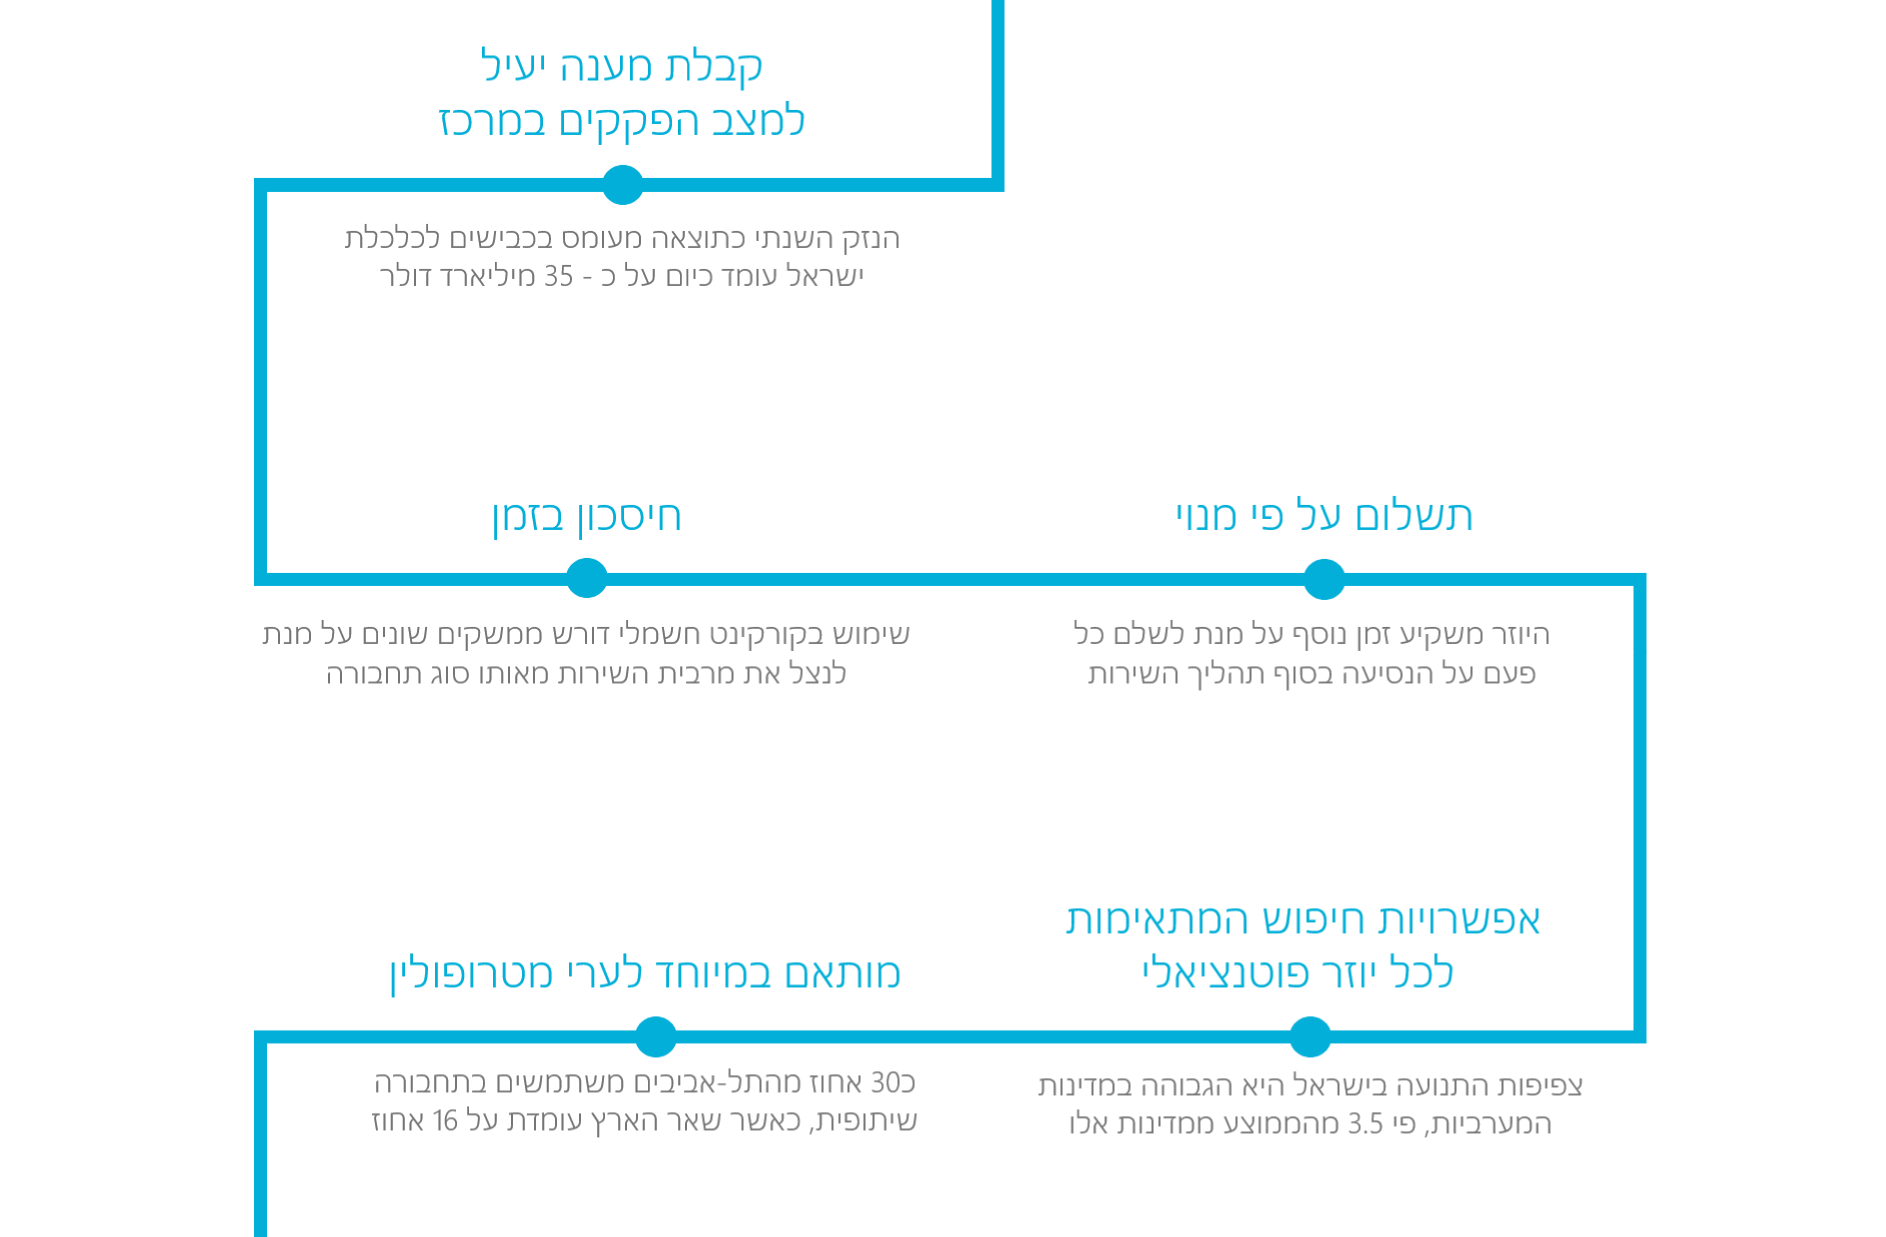 קבלת מענה יעיל
למצב הפקקים במרכז
הנזק השנתי כתוצאה מעומס בכבישים לכלכלת
ישראל עומד כיום על כ - 35 מיליארד דולר
תשלום על פי מנוי
היוזר משקיע זמן נוסף על מנת לשלם כל
פעם על הנסיעה בסוף תהליך השירות
חיסכון בזמן
שימוש בקורקינט חשמלי דורש ממשקים שונים על מנת
לנצל את מרבית השירות מאותו סוג תחבורה
אפשרויות חיפוש המתאימות
לכל יוזר פוטנציאלי
צפיפות התנועה בישראל היא הגבוהה במדינות
המערביות, פי 3.5 מהממוצע ממדינות אלו
מותאם במיוחד לערי מטרופולין
כ30 אחוז מהתל-אביבים משתמשים בתחבורה
שיתופית, כאשר שאר הארץ עומדת על 16 אחוז